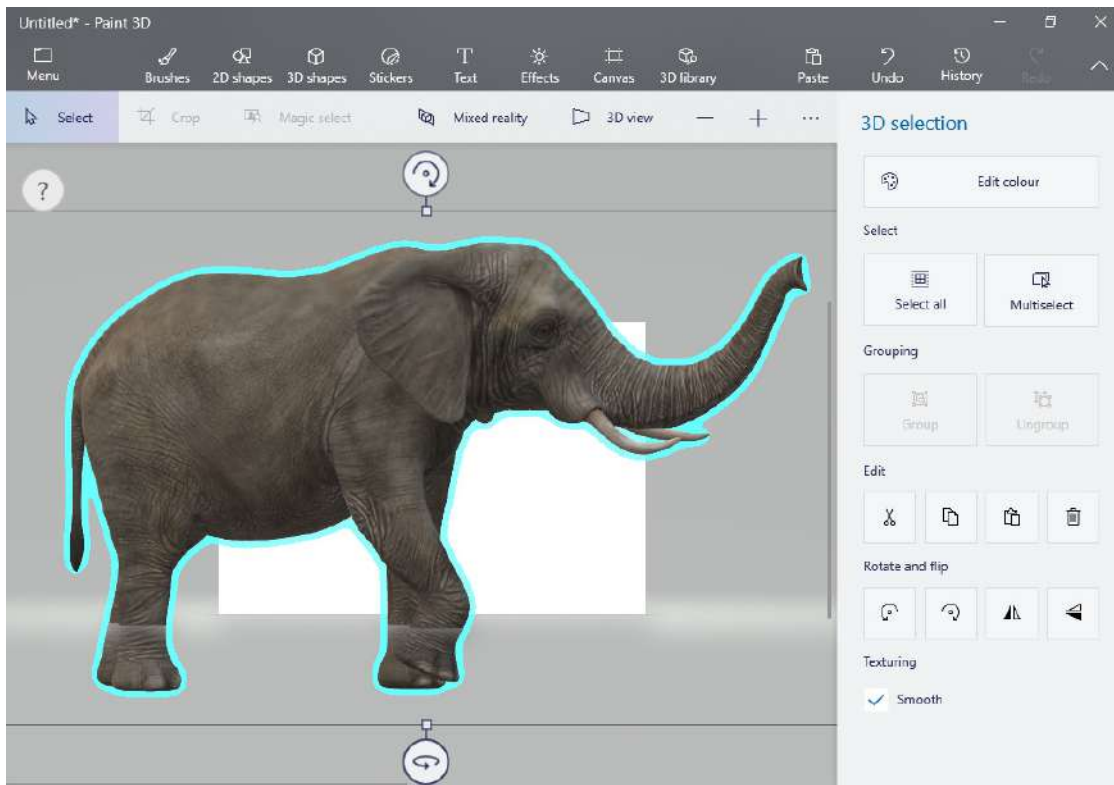 Untitled* - Paint 3D
Menu Brushes 2D shapes 3D shapes Stickers Text Effects Canvas 3D library Paste Undo History Redo
Select Crop Magic select Mixed reality 3D view
3D selection
?
Edit colour
Select
Select all Multiselect
Grouping
Group Ungroup
Edit
Rotate and flip
Texturing
Smooth